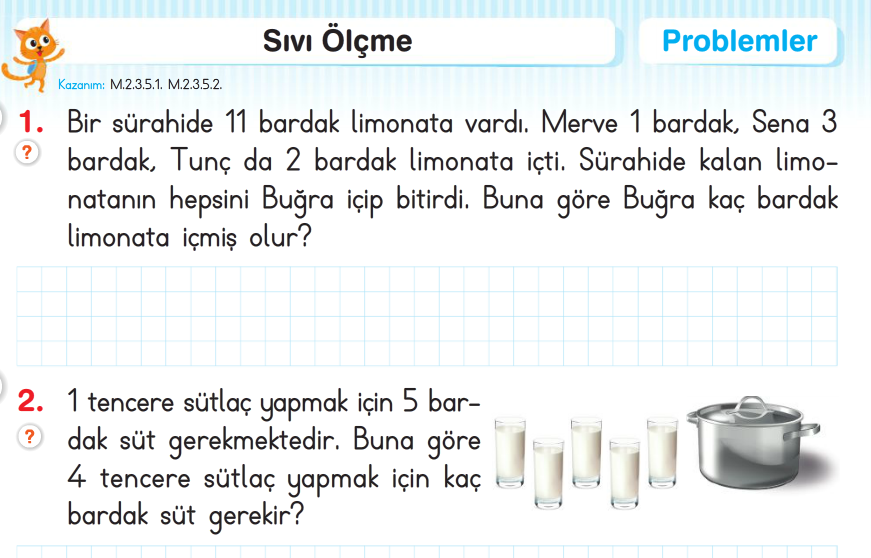 Sıvı Ölçme
Problemler
Kazanım: M.2.3.5.1. M.2.3.5.2.
1. Bir sürahide 11 bardak limonata vardı. Merve 1 bardak, Sena 3
? bardak, Tunç da 2 bardak limonata içti. Sürahide kalan limo-
natanın hepsini Buğra içip bitirdi. Buna göre Buğra kaç bardak
limonata içmiş olur?
2. 1 tencere sütlaç yapmak için 5 bar-
? dak süt gerekmektedir. Buna göre
4 tencere sütlaç yapmak için kaç
bardak süt gerekir?